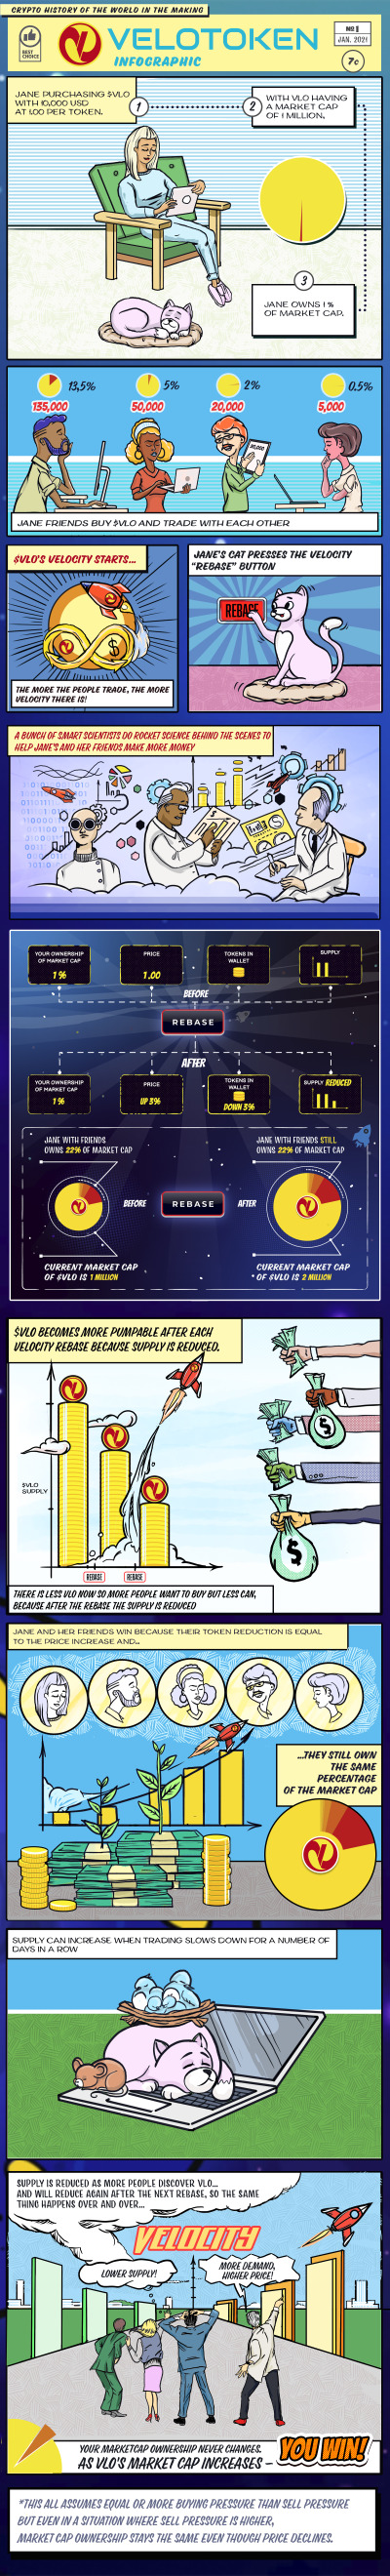 CRYPTO HISTORY OF THE WORLD IN THE MAKING
BEST
CHOICE
VELOTOKEN
INFOGRAPHIC
JAN. 2021
7c
JANE PURCHASING $VLO
WITH 10,000 USD
AT 1.00 PER TOKEN.
1
2
WITH VLO HAVING
A MARKET CAP
OF 1 MILLION,
3
JANE OWNS 1 %
OF MARKET CAP.
13,5%
5%
2%
0.5%
135,000
50,000
20,000
5,000
JANE FRIENDS BUY $VLO AND TRADE WITH EACH OTHER
$VLO'S VELOCITY STARTS...
$
THE MORE THE PEOPLE TRADE, THE MORE
VELOCITY THERE IS!
JANE'S CAT PRESSES THE VELOCITY
"REBASE" BUTTON
REBASE
A BUNCH OF SMART SCIENTISTS DO ROCKET SCIENCE BEHIND THE SCENES TO
HELP JANE'S AND HER FRIENDS MAKE MORE MONEY
YOUR OWNERSHIP
OF MARKET CAP
1 %
PRICE
1.00
TOKENS IN
WALLET
SUPPLY
BEFORE
REBASE
AFTER
YOUR OWNERSHIP
OF MARKET CAP
1 %
PRICE
UP 3%
TOKENS IN
WALLET
DOWN 3%
SUPPLY REDUCED
JANE WITH FRIENDS
OWNS 22% OF MARKET CAP
JANE WITH FRIENDS STILL
OWNS 22% OF MARKET CAP
BEFORE
REBASE
AFTER
CURRENT MARKET CAP
OF $VLO IS 1 MILLION
CURRENT MARKET CAP
* OF $VLO IS 2 MILLION
$VLO BECOMES MORE PUMPABLE AFTER EACH
VELOCITY REBASE BECAUSE SUPPLY IS REDUCED.
$VLO
SUPPLY
REBASE
REBASE
$
$
THERE IS LESS VLO NOW SO MORE PEOPLE WANT TO BUY BUT LESS CAN,
BECAUSE AFTER THE REBASE THE SUPPLY IS REDUCED
JANE AND HER FRIENDS WIN BECAUSE THEIR TOKEN REDUCTION IS EQUAL
TO THE PRICE INCREASE AND...
...THEY STILL OWN
THE SAME
PERCENTAGE
OF THE MARKET CAP
SUPPLY CAN INCREASE WHEN TRADING SLOWS DOWN FOR A NUMBER OF
DAYS IN A ROW
SUPPLY IS REDUCED AS MORE PEOPLE DISCOVER VLO...
AND WILL REDUCE AGAIN AFTER THE NEXT REBASE, SO THE SAME
THING HAPPENS OVER AND OVER...
VELOCITY
LOWER SUPPLY!
MORE DEMAND,
HIGHER PRICE!
YOUR MARKETCAP OWNERSHIP NEVER CHANGES.
AS VLO'S MARKET CAP INCREASES –
YOU WIN!
*THIS ALL ASSUMES EQUAL OR MORE BUYING PRESSURE THAN SELL PRESSURE
BUT EVEN IN A SITUATION WHERE SELL PRESSURE IS HIGHER,
MARKET CAP OWNERSHIP STAYS THE SAME EVEN THOUGH PRICE DECLINES.